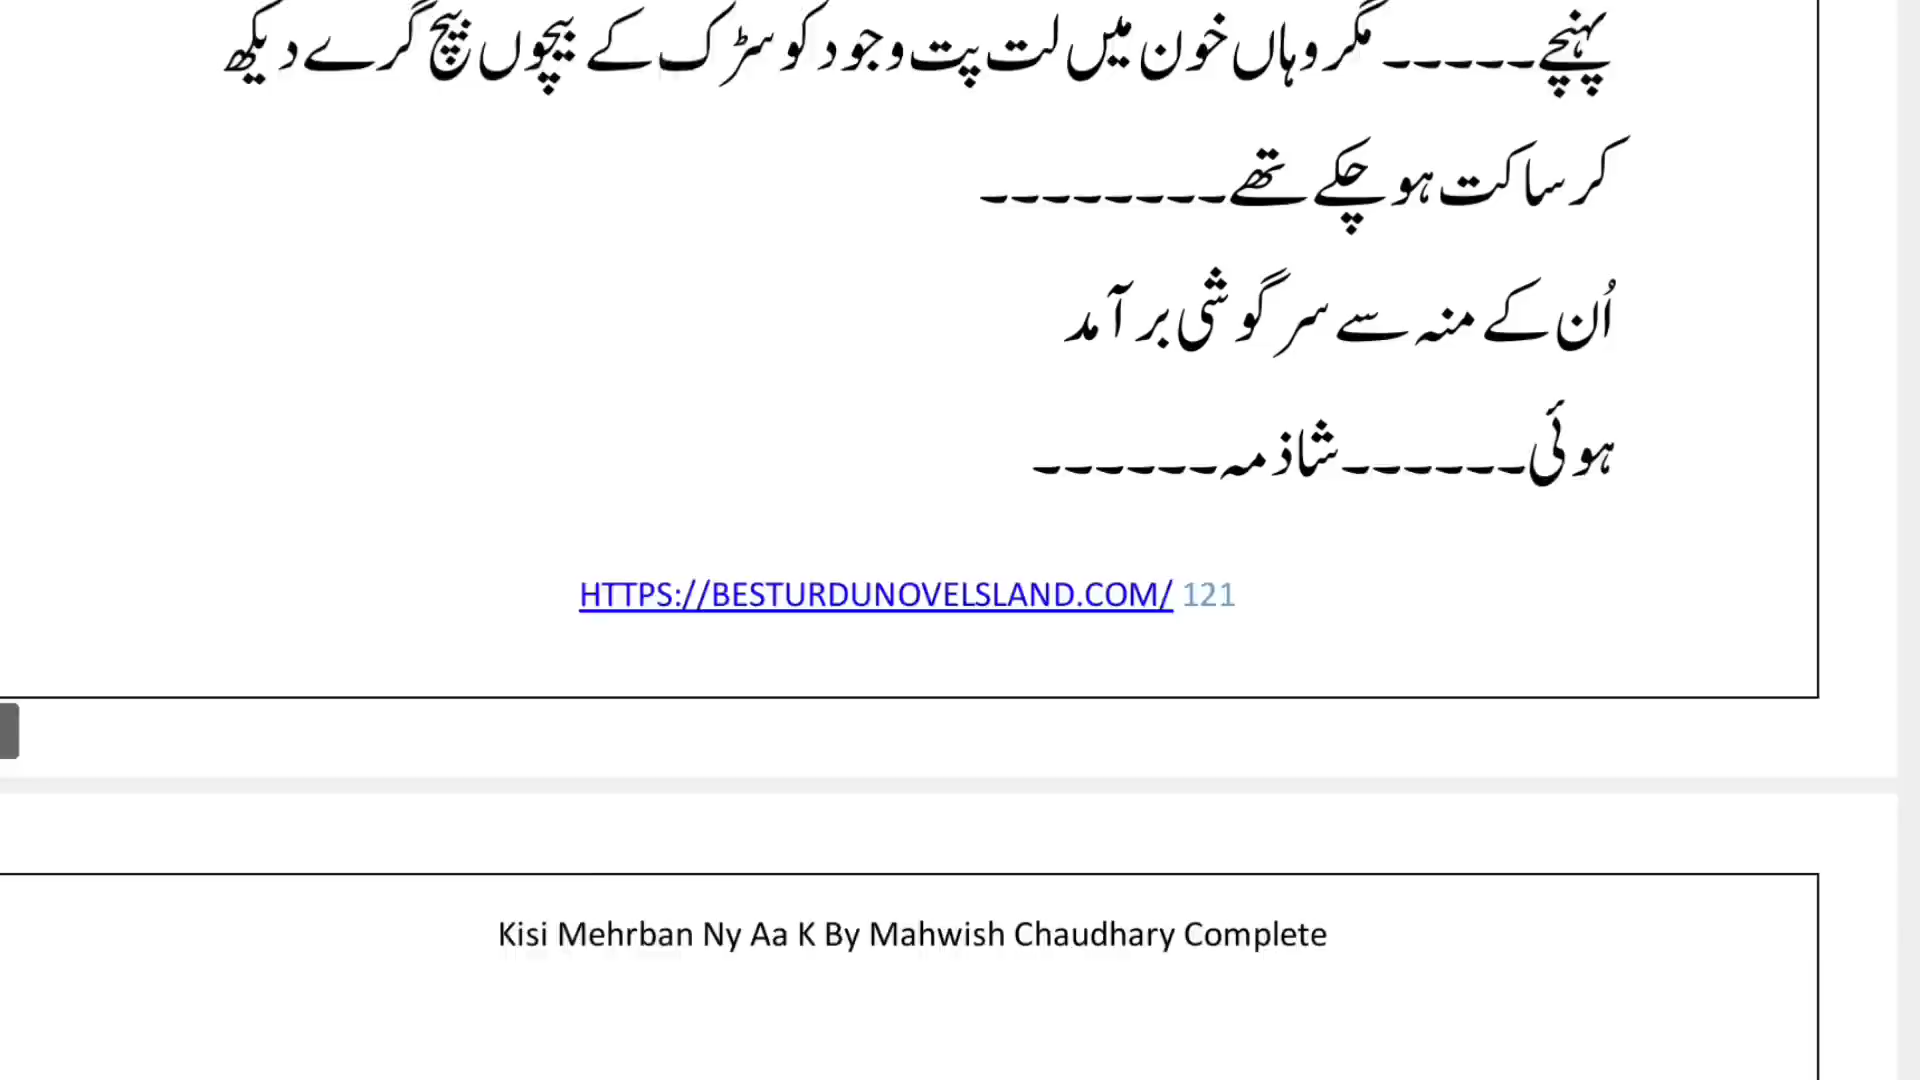 پہنچے۔۔۔۔۔ مگر وہاں خون میں لت پت وجود کو سڑک کے بیچوں بیچ گرے دیکھ
کر ساکت ہو چکے تھے۔۔۔۔۔۔۔۔
اُن کے منہ سے سرگوشی برآمد
ہوئی۔۔۔۔۔۔شاذمہ۔۔۔۔۔۔
HTTPS://BESTURDUNOVELSLAND.COM/ 121
Kisi Mehrban Ny Aa K By Mahwish Chaudhary Complete